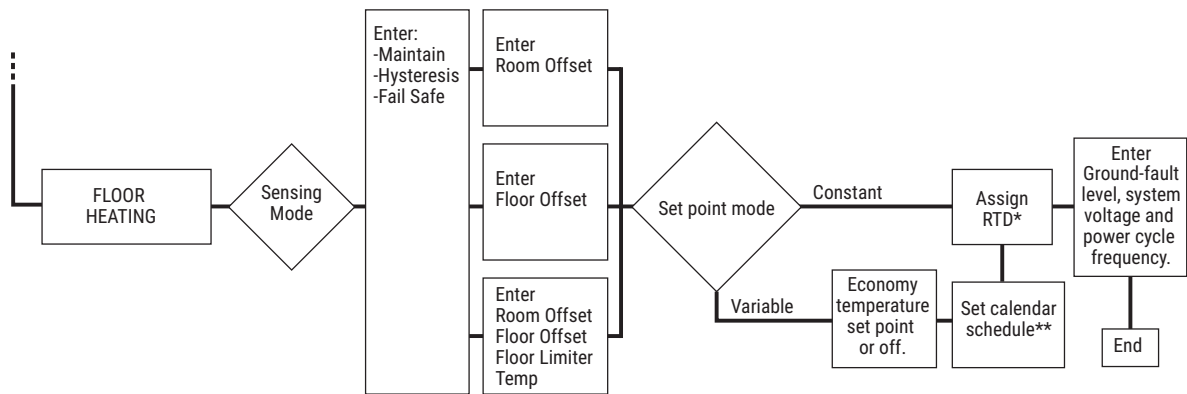 FLOOR
HEATING
Sensing
Mode
Enter:
-Maintain
-Hysteresis
-Fail Safe
Enter
Room Offset
Enter
Floor Offset
Enter
Room Offset
Floor Offset
Floor Limiter
Temp
Set point mode
Constant
Variable
Economy
temperature
set point
or off.
Set calendar
schedule**
Assign
RTD*
Enter
Ground-fault
level, system
voltage and
power cycle
frequency.
End